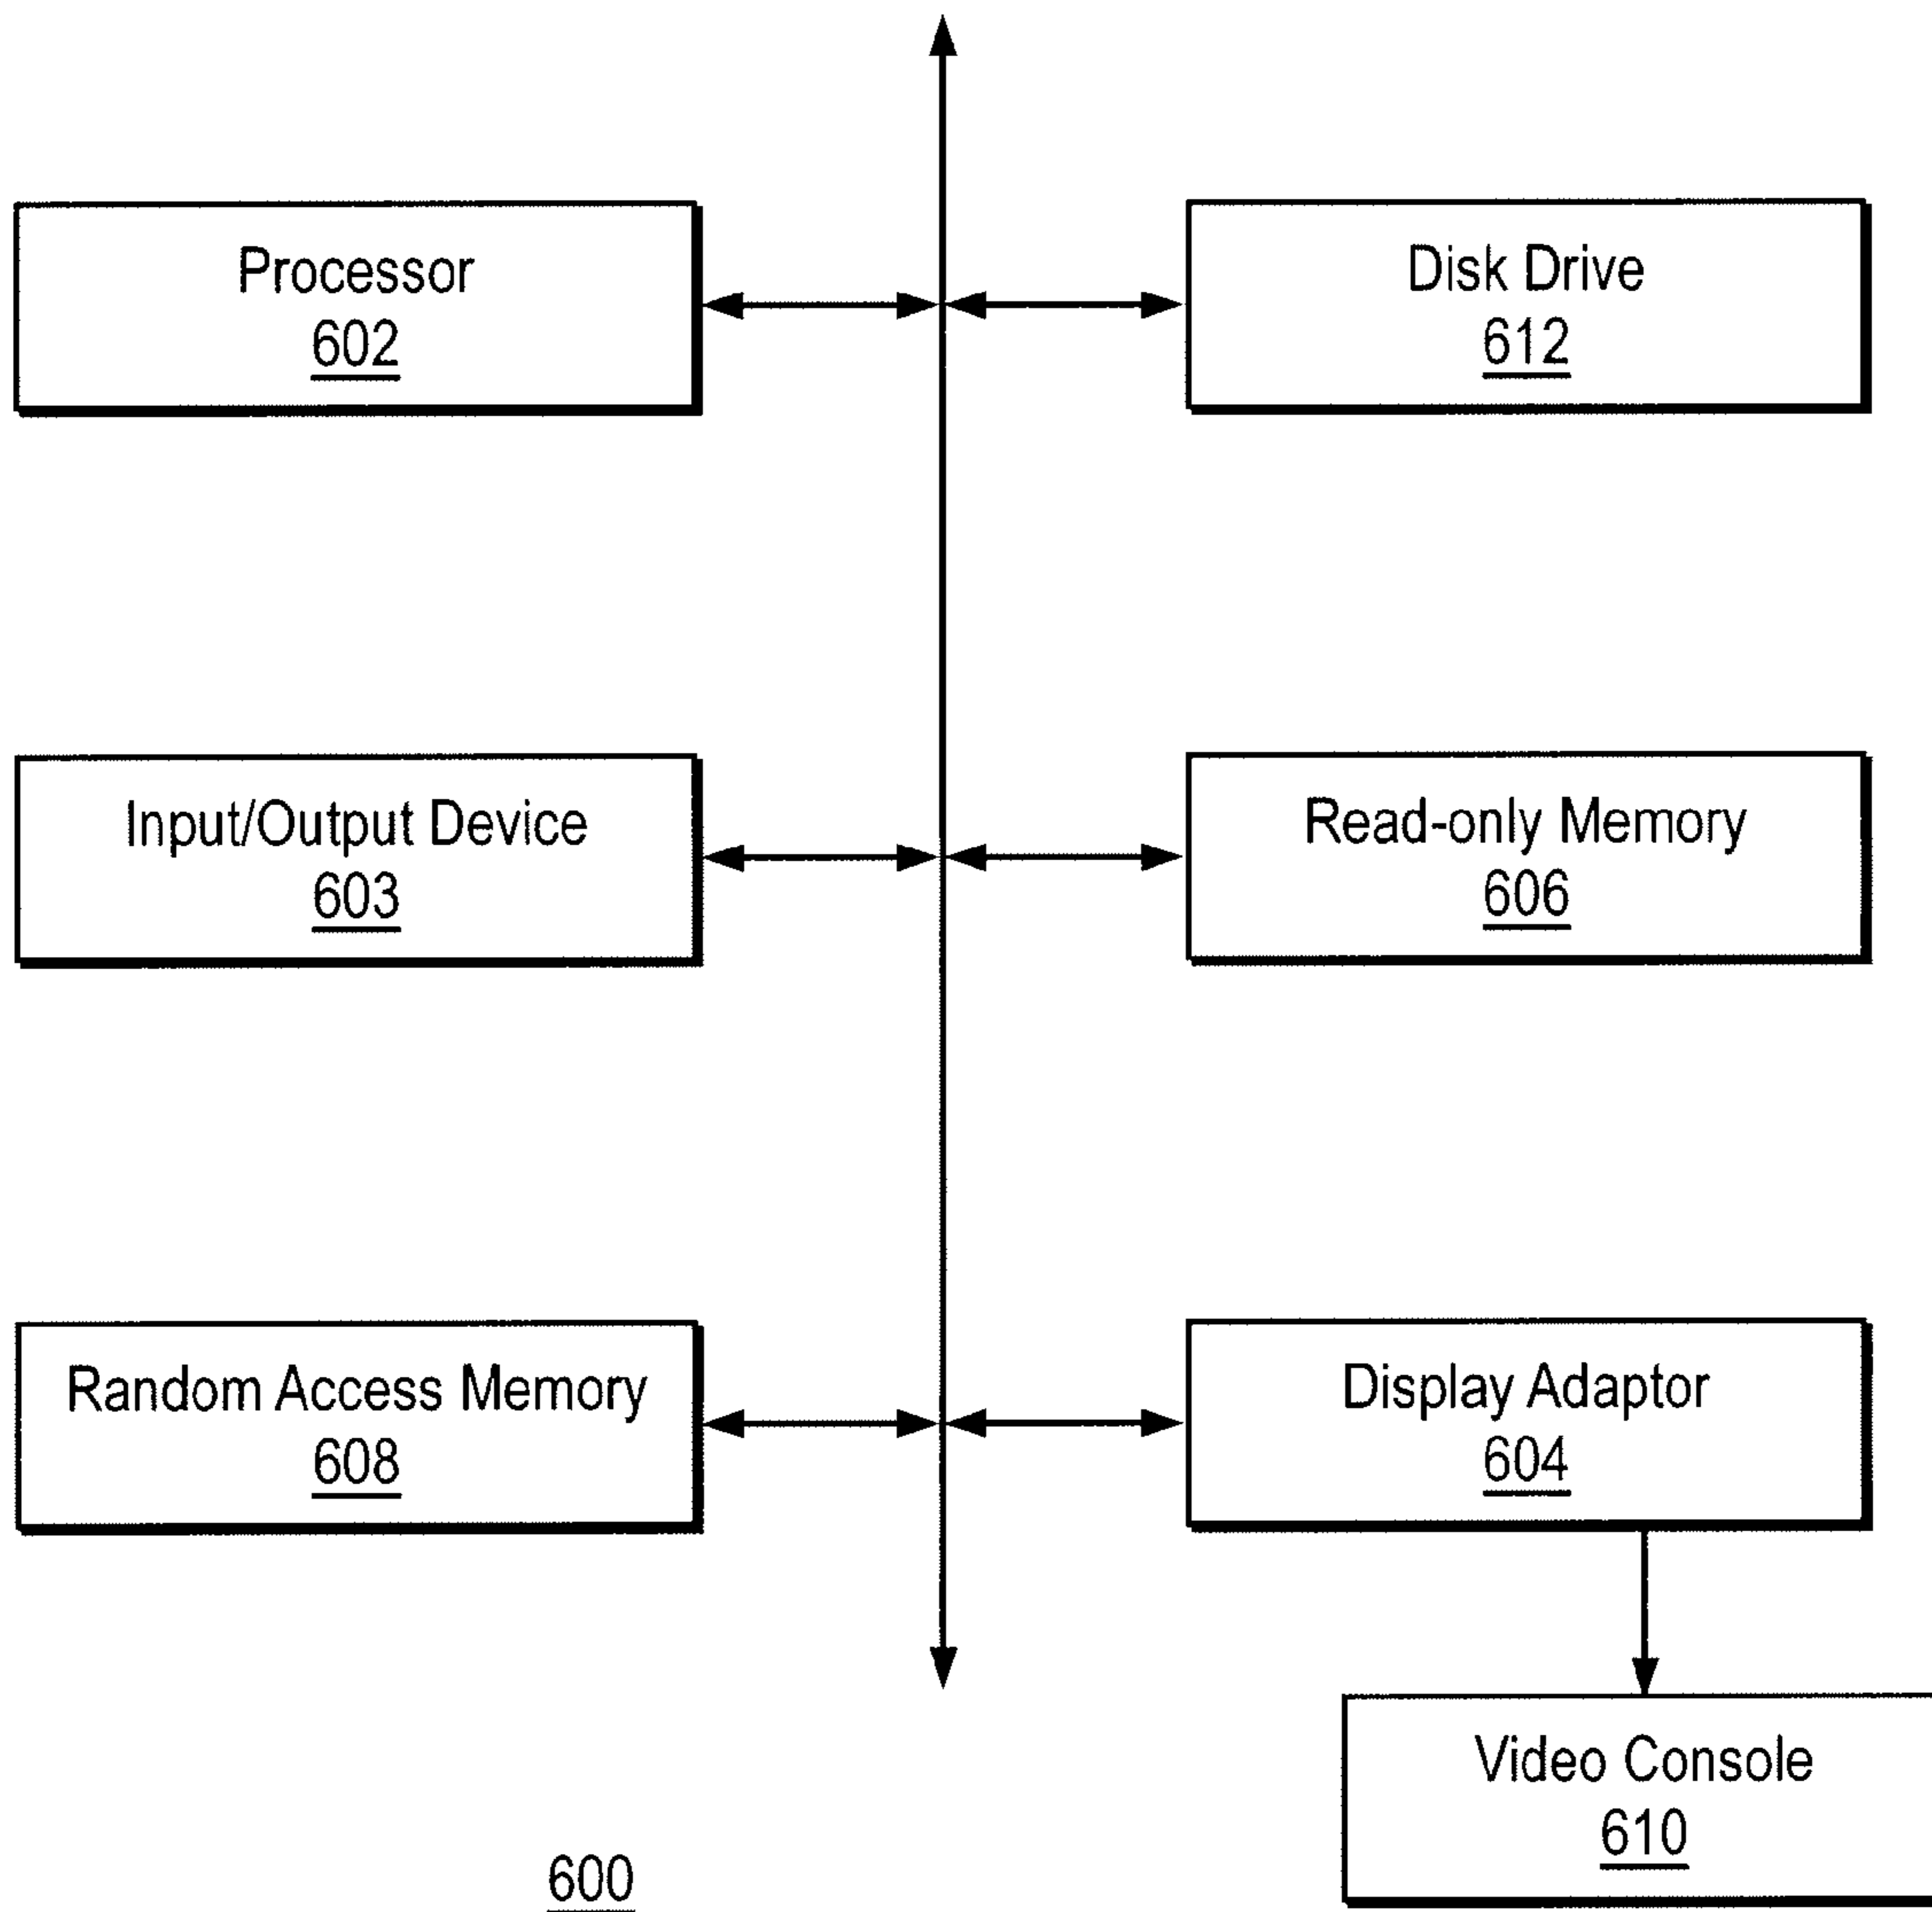 Processor
602
Disk Drive
612
Input/Output Device
603
Read-only Memory
606
Random Access Memory
608
Display Adaptor
604
Video Console
610
600